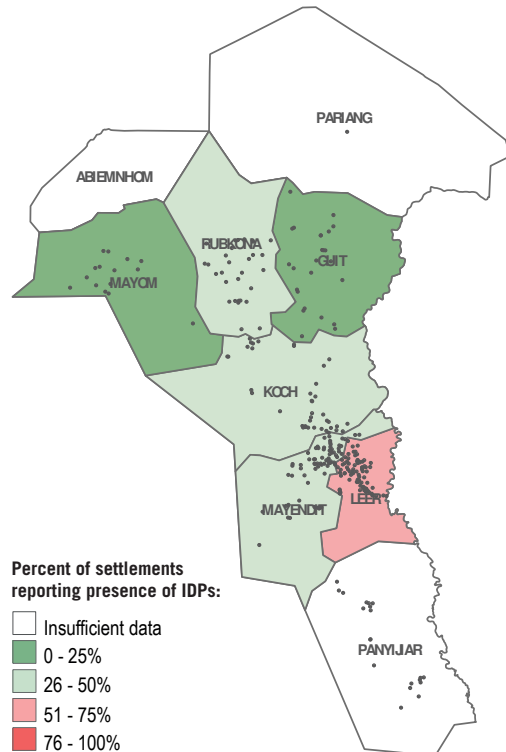 PARIANG
ABIEMNHOM
RUBKONA
GUIT
MAYOM
KOCH
LEER
MAYENDIT
PANYIJIAR
Percent of settlements
reporting presence of IDPs:
Insufficient data
0 - 25%
26 - 50%
51 - 75%
76 - 100%